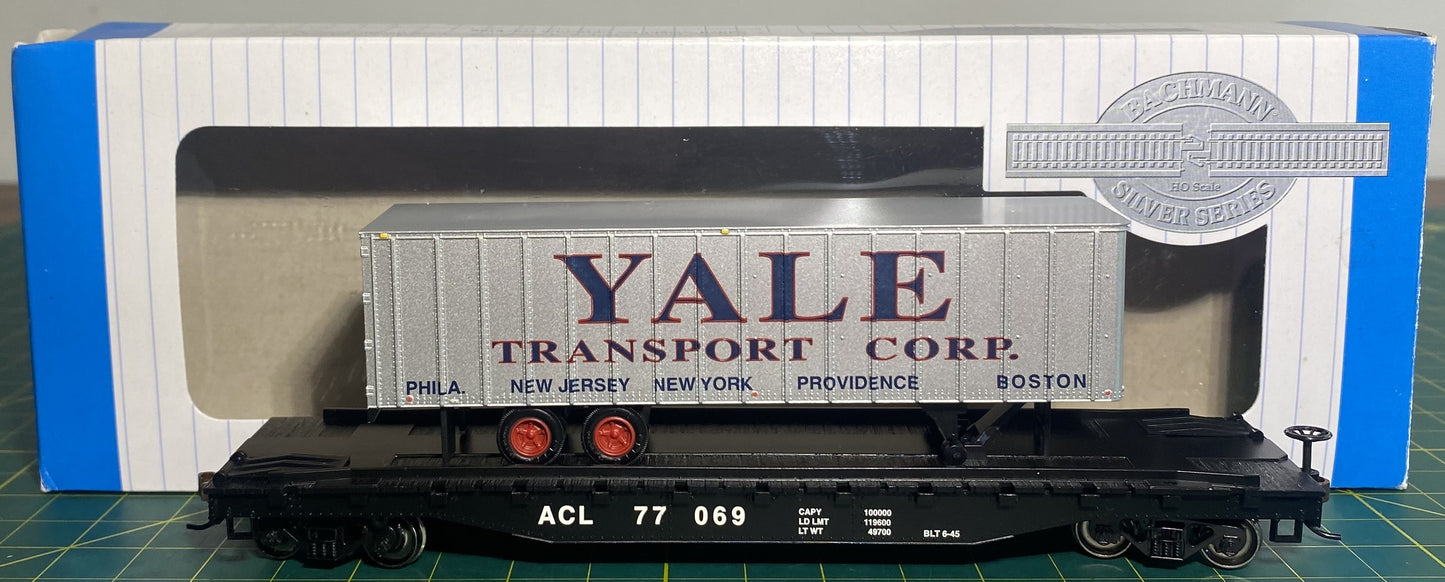 BACHMANN®
HO Scale
SILVER SERIES
YALE
TRANSPORT CORP.
PHILA. NEW JERSEY NEW YORK PROVIDENCE BOSTON
ACL 77 069
CAPY 100000
LD LMT 119600
LT WT 49700 BLT 6-45